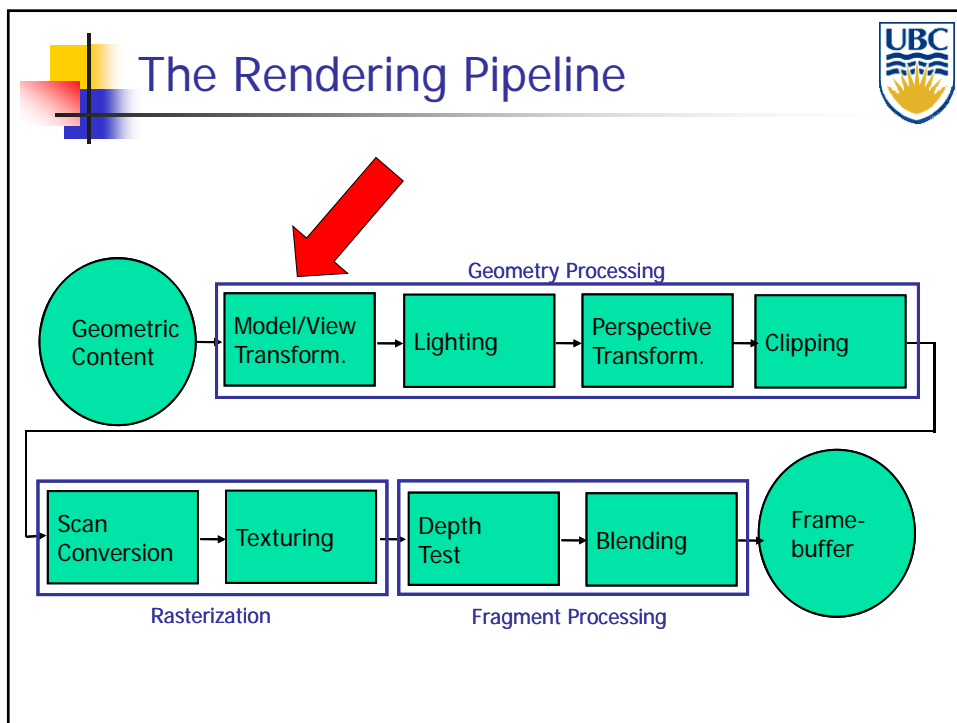 The Rendering Pipeline
UBC
Geometry Processing
Geometric
Content
Model/View
Transform.
Lighting
Perspective
Transform.
Clipping
Scan
Conversion
Texturing
Depth
Test
Blending
Frame-
buffer
Rasterization
Fragment Processing